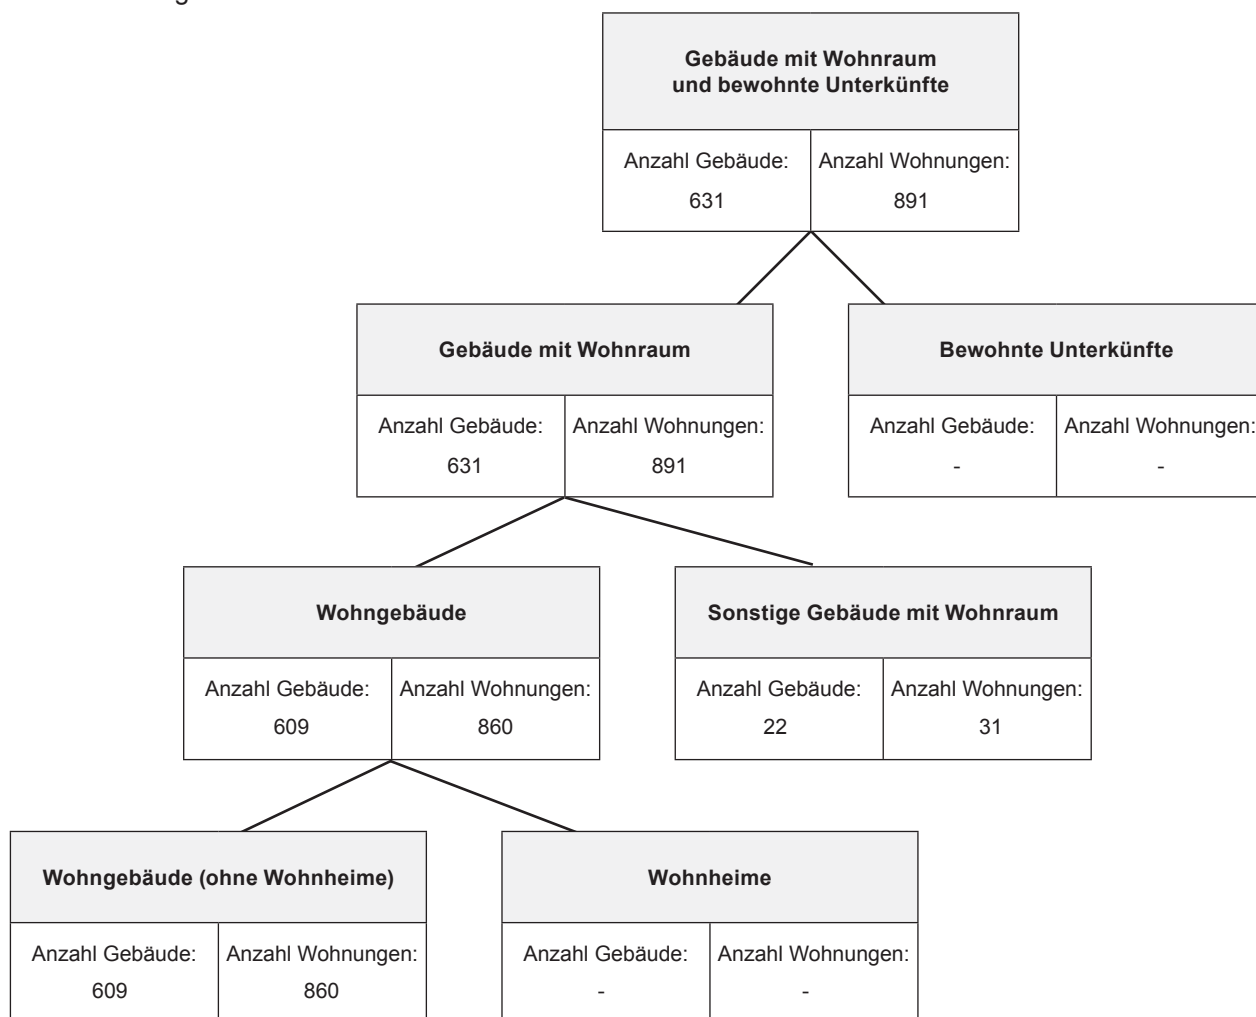 Gebäude mit Wohnraum
und bewohnte Unterkünfte
Anzahl Gebäude: Anzahl Wohnungen:
631 891
Gebäude mit Wohnraum
Anzahl Gebäude: Anzahl Wohnungen:
631 891
Bewohnte Unterkünfte
Anzahl Gebäude: Anzahl Wohnungen:
- -
Wohngebäude
Anzahl Gebäude: Anzahl Wohnungen:
609 860
Sonstige Gebäude mit Wohnraum
Anzahl Gebäude: Anzahl Wohnungen:
22 31
Wohngebäude (ohne Wohnheime)
Anzahl Gebäude: Anzahl Wohnungen:
609 860
Wohnheime
Anzahl Gebäude: Anzahl Wohnungen:
- -